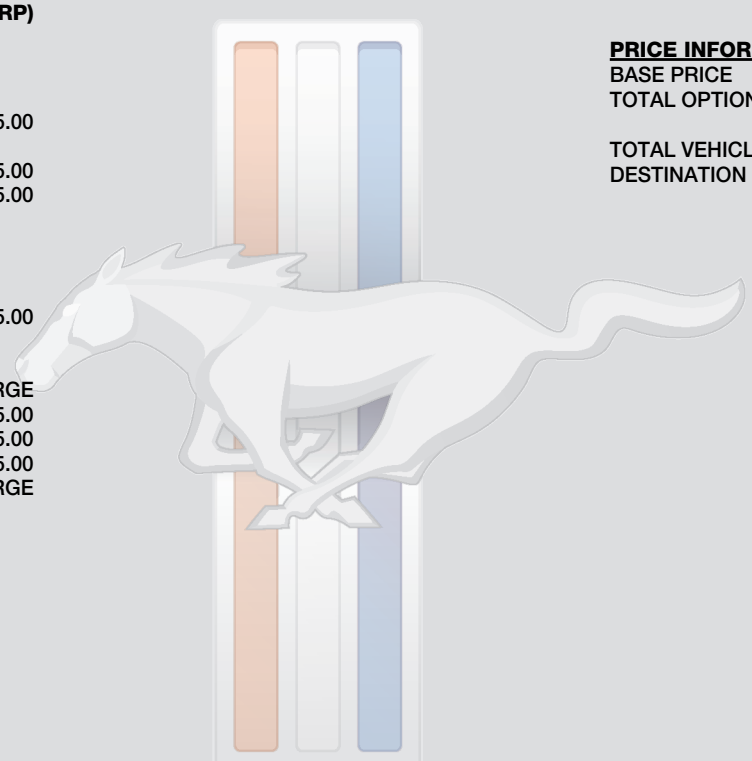 RP)
5.00
5.00
5.00
5.00
RGE
5.00
5.00
5.00
RGE
PRICE INFOR
BASE PRICE
TOTAL OPTION
TOTAL VEHICL
DESTINATION